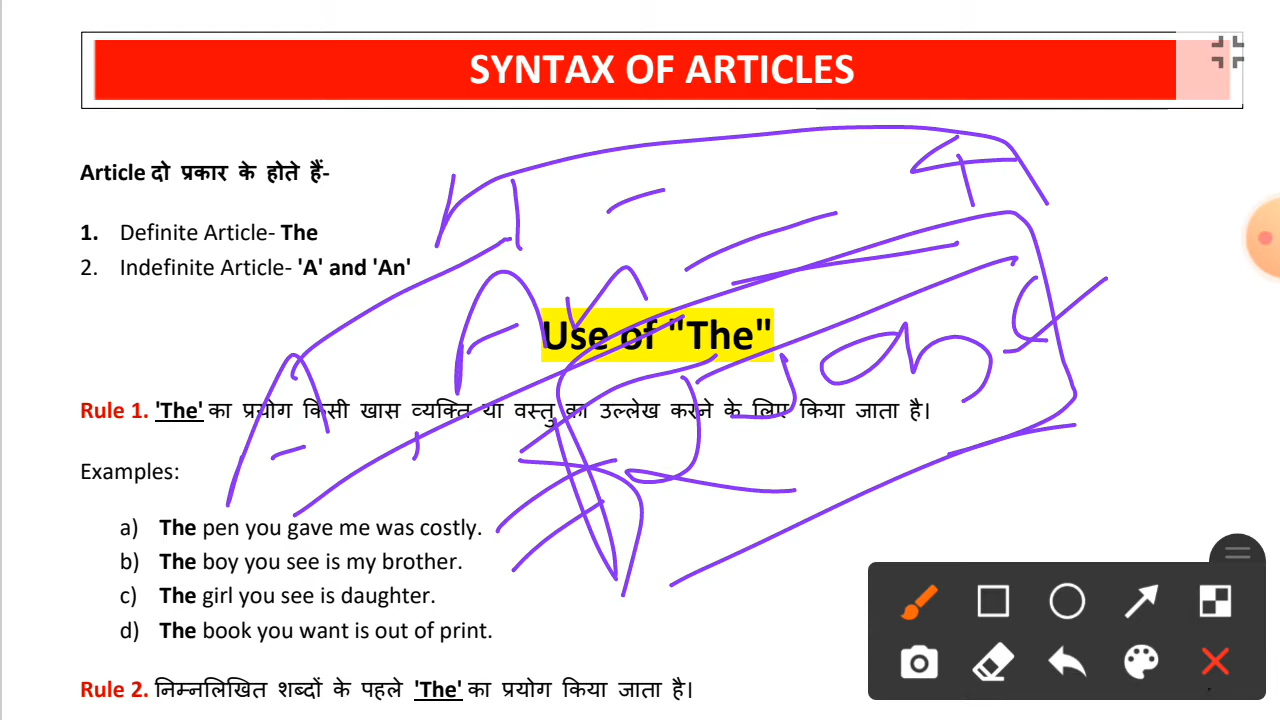 SYNTAX OF ARTICLES
Article दो प्रकार के होते हैं-
1. Definite Article- The
2. Indefinite Article- 'A' and 'An'
Use of "The"
Rule 1. 'The' का प्रयोग किसी खास व्यक्ति या वस्तु का उल्लेख करने के लिए किया जाता है।
Examples:
a) The pen you gave me was costly.
b) The boy you see is my brother.
c) The girl you see is daughter.
d) The book you want is out of print.
Rule 2. निम्नलिखित शब्दों के पहले 'The' का प्रयोग किया जाता है।